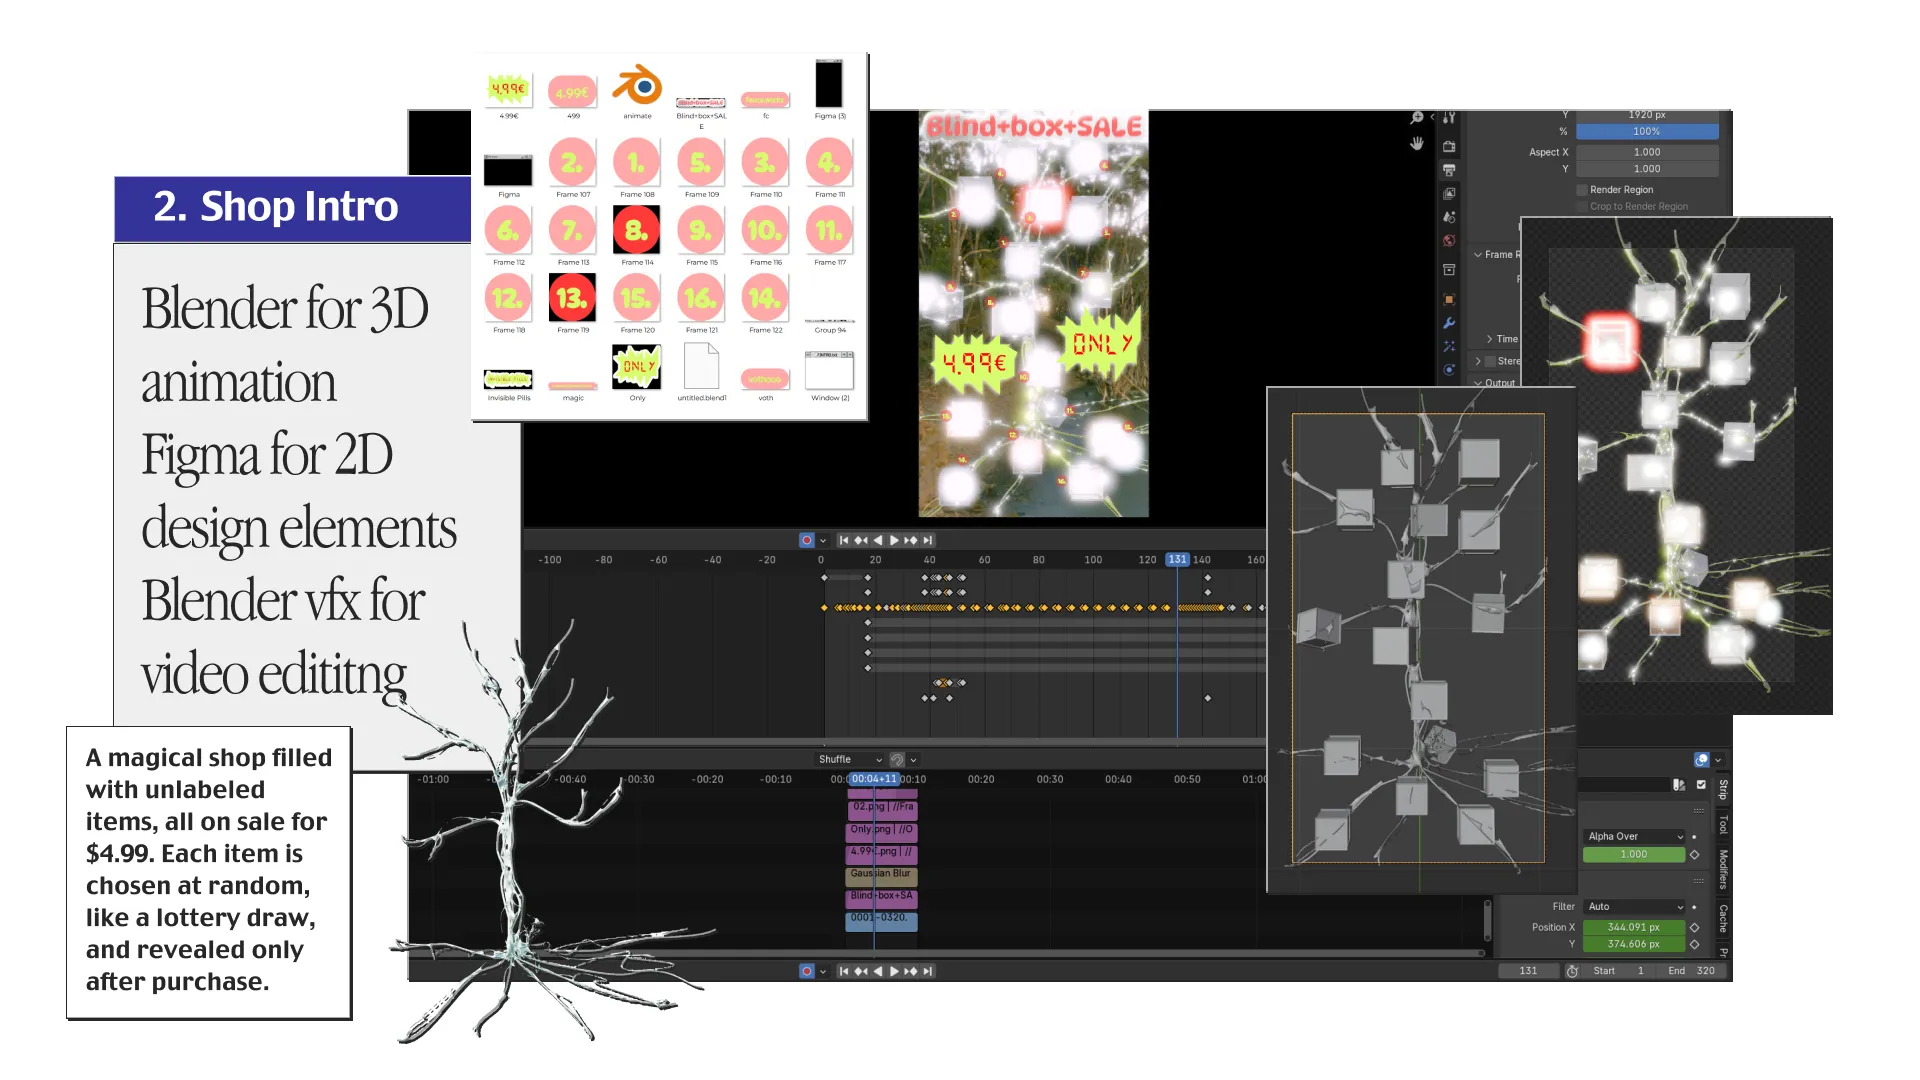 2. Shop Intro
Blender for 3D
animation
Figma for 2D
design elements
Blender vfx for
video edititng
A magical shop filled
with unlabeled
items, all on sale for
$4.99. Each item is
chosen at random,
like a lottery draw,
and revealed only
after purchase.
4.99€
4.99€
4.99€
499
animate
Blind+box+SALE
Blind+box+SAL
E
fc
Figma (3)
Figma
2.
Frame 107
1.
Frame 108
5.
Frame 109
3.
Frame 110
4.
Frame 111
6.
Frame 112
7.
Frame 113
8.
Frame 114
9.
Frame 115
10.
Frame 116
11.
Frame 117
12.
Frame 118
13.
Frame 119
15.
Frame 120
16.
Frame 121
14.
Frame 122
Group 94
Invisible Pills
magic
ONLY
Only
untitled.blend1
voth
Window (2)
Blind+box+SALE
4.99€
ONLY
Y 1920 px
% 100%
Aspect X 1.000
Y 1.000
Render Region
Crop to Render Region
Frame R
Time
Stere
Output
-100 -80 -60 -40 -20 0 20 40 60 80 100 120 131 140 160
Shuffle
-01:00 -00:40 -00:30 -00:20 -00:10 00:04+11 00:10 00:20 00:30 00:40 00:50 01:0
02.png | //Fra
Only.png | //O
4.99€.png | //
Gaussian Blur
Blind+box+SA
0001-0320.
Strip
Tool
Modifiers
Cache
Pr
Alpha Over
1.000
Filter Auto
Position X 344.091 px
Y 374.606 px
131 Start 1 End 320